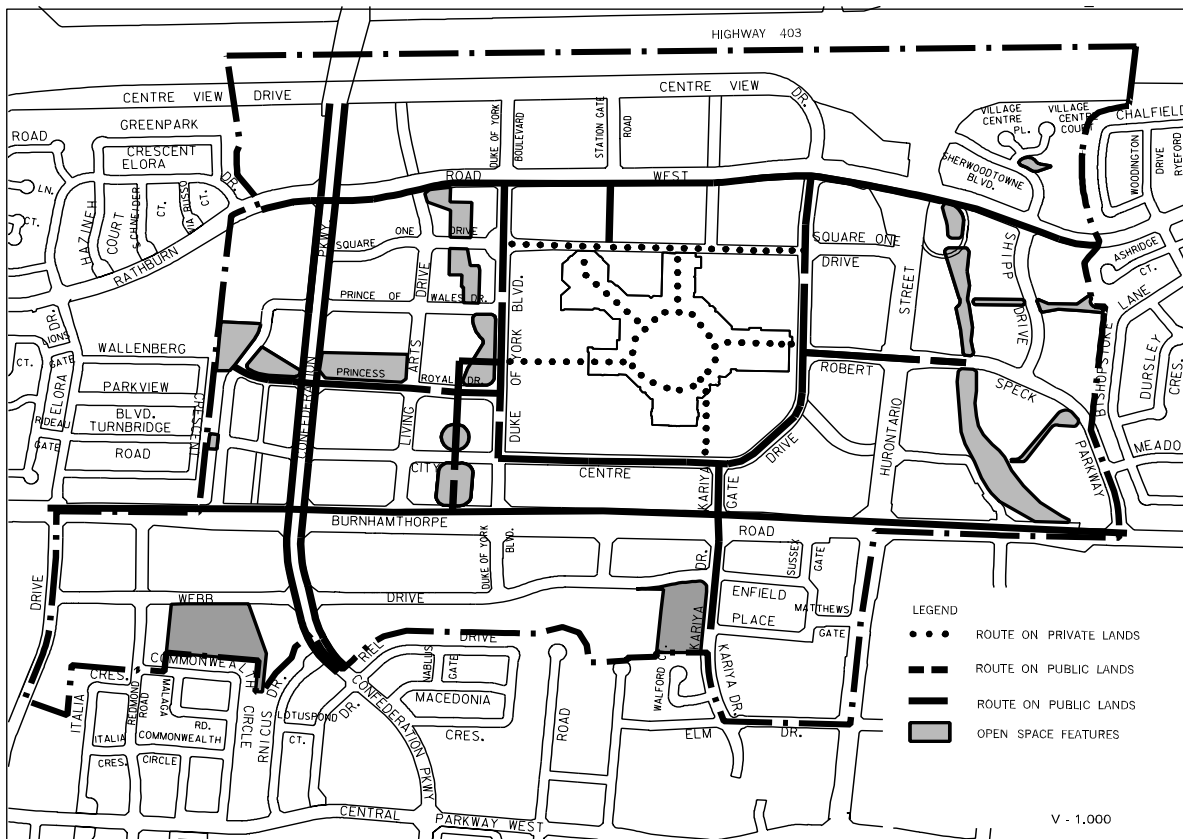 HIGHWAY 403
CENTRE VIEW DRIVE
CENTRE VIEW DR.
GREENPARK
ROAD
CRESCENT
ELORA
DR.
LN.
CT.
HAZINEH
COURT
SCHNEIDER
CT.
VIA RUSSO
CT.
RATHBURN
ROAD WEST
DUKE OF YORK
BOULEVARD
STATION GATE
ROAD
VILLAGE
CENTRE
PL.
VILLAGE
CENTRE
COURT
CHALFIELD
SHERWOODTOWNE
BLVD.
WOODINGTON
DRIVE
RYEFORD
PKWY
SQUARE ONE DRIVE
SQUARE ONE
DRIVE
STREET
SHIPP
DRIVE
ASHRIDGE
CT.
LANE
PRINCE OF WALES DR.
DRIVE
ARTS
LIVING
DUKE OF YORK BLVD.
DR.
LIONS
GATE
WALLENBERG
CT.
ELORA
PARKVIEW
BLVD.
TURNBRIDGE
ROAD
RIDEAU
GATE
CRESCENT
CONFEDERATION
PRINCESS
ROYAL DR.
ROBERT
SPECK
PARKWAY
BISHOPSTOKE
DURSLEY
CRES.
MEADO
HURONTARIO
CITY
CENTRE
DRIVE
KARIYA
GATE
BURNHAMTHORPE
ROAD
DUKE OF YORK
BLVD.
DR.
SUSSEX
GATE
ENFIELD
PLACE
MATTHEWS
GATE
DRIVE
WEBB
DRIVE
KARIYA
KARIYA DR.
WALFORD
COMMONWEALTH
CRES.
ITALIA
REDMOND
ROAD
MALAGA
RD.
COMMONWEALTH
CIRCLE
ITALIA
CRES.
CIRCLE
DR.
LOTUSPOND
CT.
DR.
RIEL
DRIVE
NABLUS
GATE
MACEDONIA
CRES.
CONFEDERATION
PKWY
ROAD
ELM
DR.
CENTRAL
PARKWAY WEST
LEGEND
ROUTE ON PRIVATE LANDS
ROUTE ON PUBLIC LANDS
ROUTE ON PUBLIC LANDS
OPEN SPACE FEATURES
V - 1.000